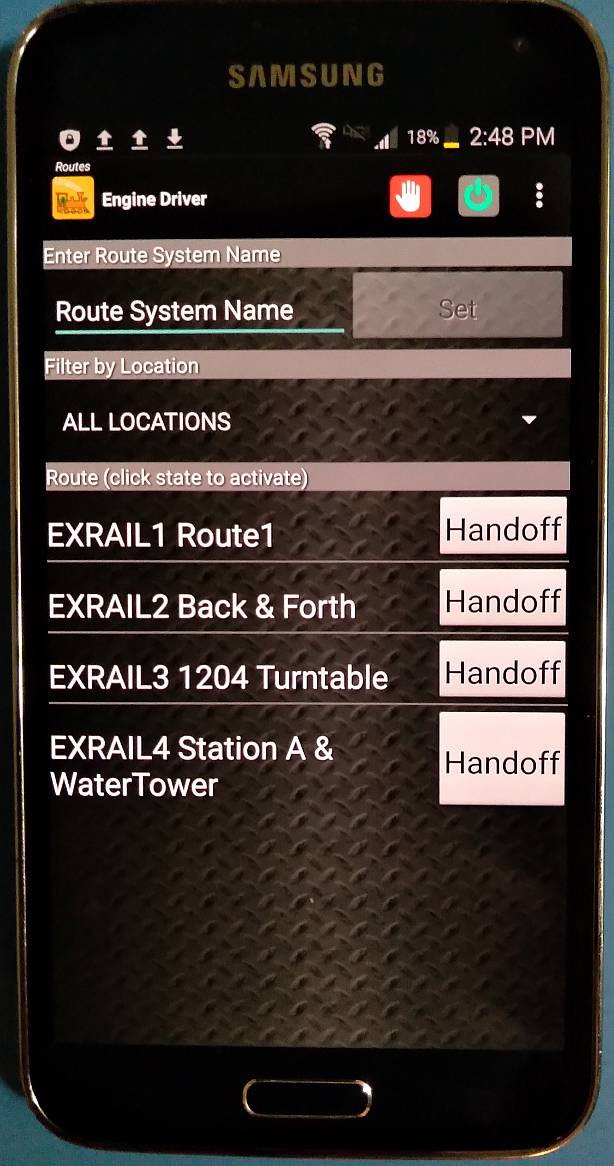 SAMSUNG
18% 2:48 PM
Routes
Engine Driver
Enter Route System Name
Route System Name Set
Filter by Location
ALL LOCATIONS
Route (click state to activate)
EXRAIL1 Route1 Handoff
EXRAIL2 Back & Forth Handoff
EXRAIL3 1204 Turntable Handoff
EXRAIL4 Station A & Handoff
WaterTower